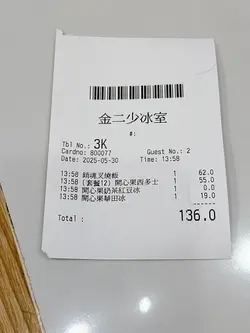 金二少冰室
#:
Tbl No.: 3K
Cardno: 800077 Guest No.: 2
Date: 2025-05-30 Time: 13:58
13:58 銷魂叉燒飯 1 62.0
13:58 (套餐12) 開心果西多士 1 55.0
13:58 開心果奶茶紅豆冰 1 0.0
13:58 開心果華田冰 1 19.0
Total : 136.0